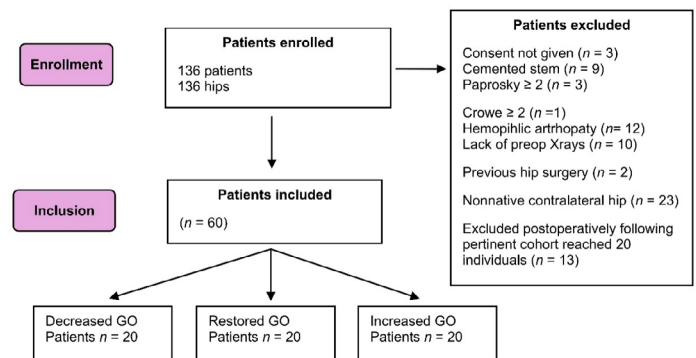 Enrollment
Patients enrolled
136 patients
136 hips
Patients excluded
Consent not given (n = 3)
Cemented stem (n = 9)
Paprosky ≥ 2 (n = 3)
Crowe ≥ 2 (n =1)
Hemopihlic artrhopaty (n= 12)
Lack of preop Xrays (n = 10)
Previous hip surgery (n = 2)
Nonnative contralateral hip (n = 23)
Excluded postoperatively following
pertinent cohort reached 20
individuals (n = 13)
Inclusion
Patients included
(n = 60)
Decreased GO
Patients n = 20
Restored GO
Patients n = 20
Increased GO
Patients n = 20